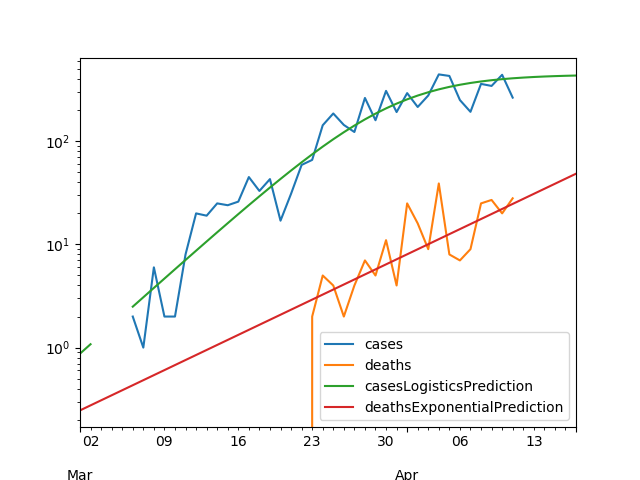 10²
10¹
10⁰
cases
deaths
casesLogisticsPrediction
deathsExponentialPrediction
02 09 16 23 30 06 13
Mar Apr